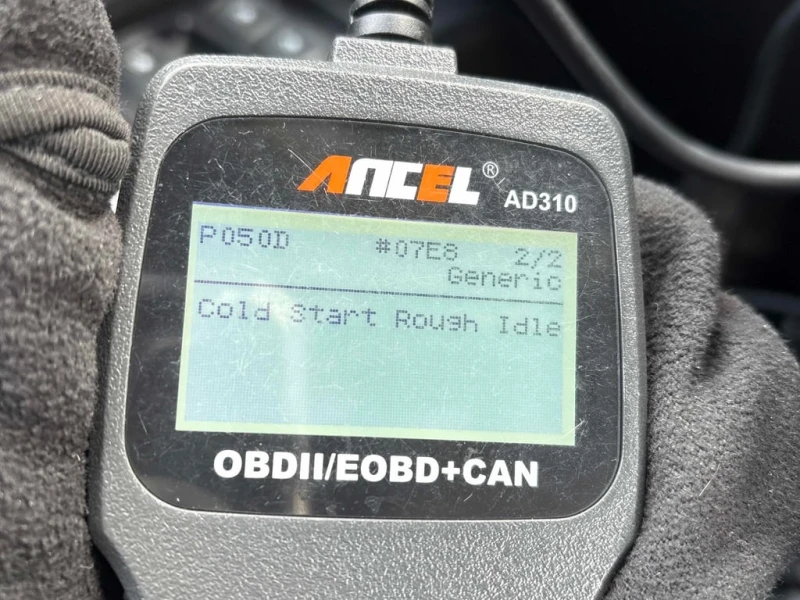 ANCEL®
AD310
P050D #07E8 2/2
Generic
Cold Start Rough Idle
OBDII/EOBD+CAN